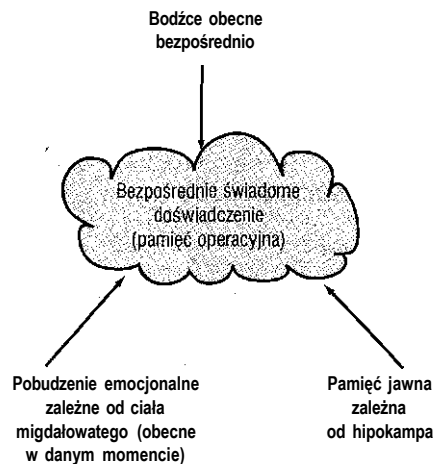 Bodźce obecne
bezpośrednio
Bezpośrednie świadome
doświadczenie
(pamięć operacyjna)
Pobudzenie emocjonalne
zależne od ciała
migdałowatego (obecne
w danym momencie)
Pamięć jawna
zależna
od hipokampa